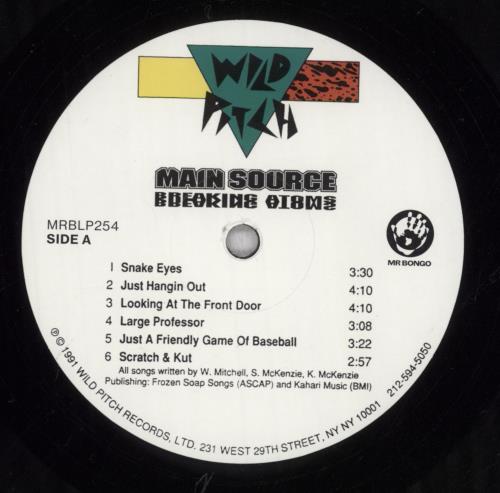 WILD
PITCH
MAIN SOURCE
BREAKING ATOMS
MRBLP254
SIDE A
MR BONGO
1 Snake Eyes 3:30
2 Just Hangin Out 4:10
3 Looking At The Front Door 4:10
4 Large Professor 3:08
5 Just A Friendly Game Of Baseball 3:22
6 Scratch & Kut 2:57
All songs written by W. Mitchell, S. McKenzie, K. McKenzie
Publishing: Frozen Soap Songs (ASCAP) and Kahari Music (BMI)
℗ © 1991 WILD PITCH RECORDS, LTD. 231 WEST 29TH STREET, NY NY 10001 212-594-5050